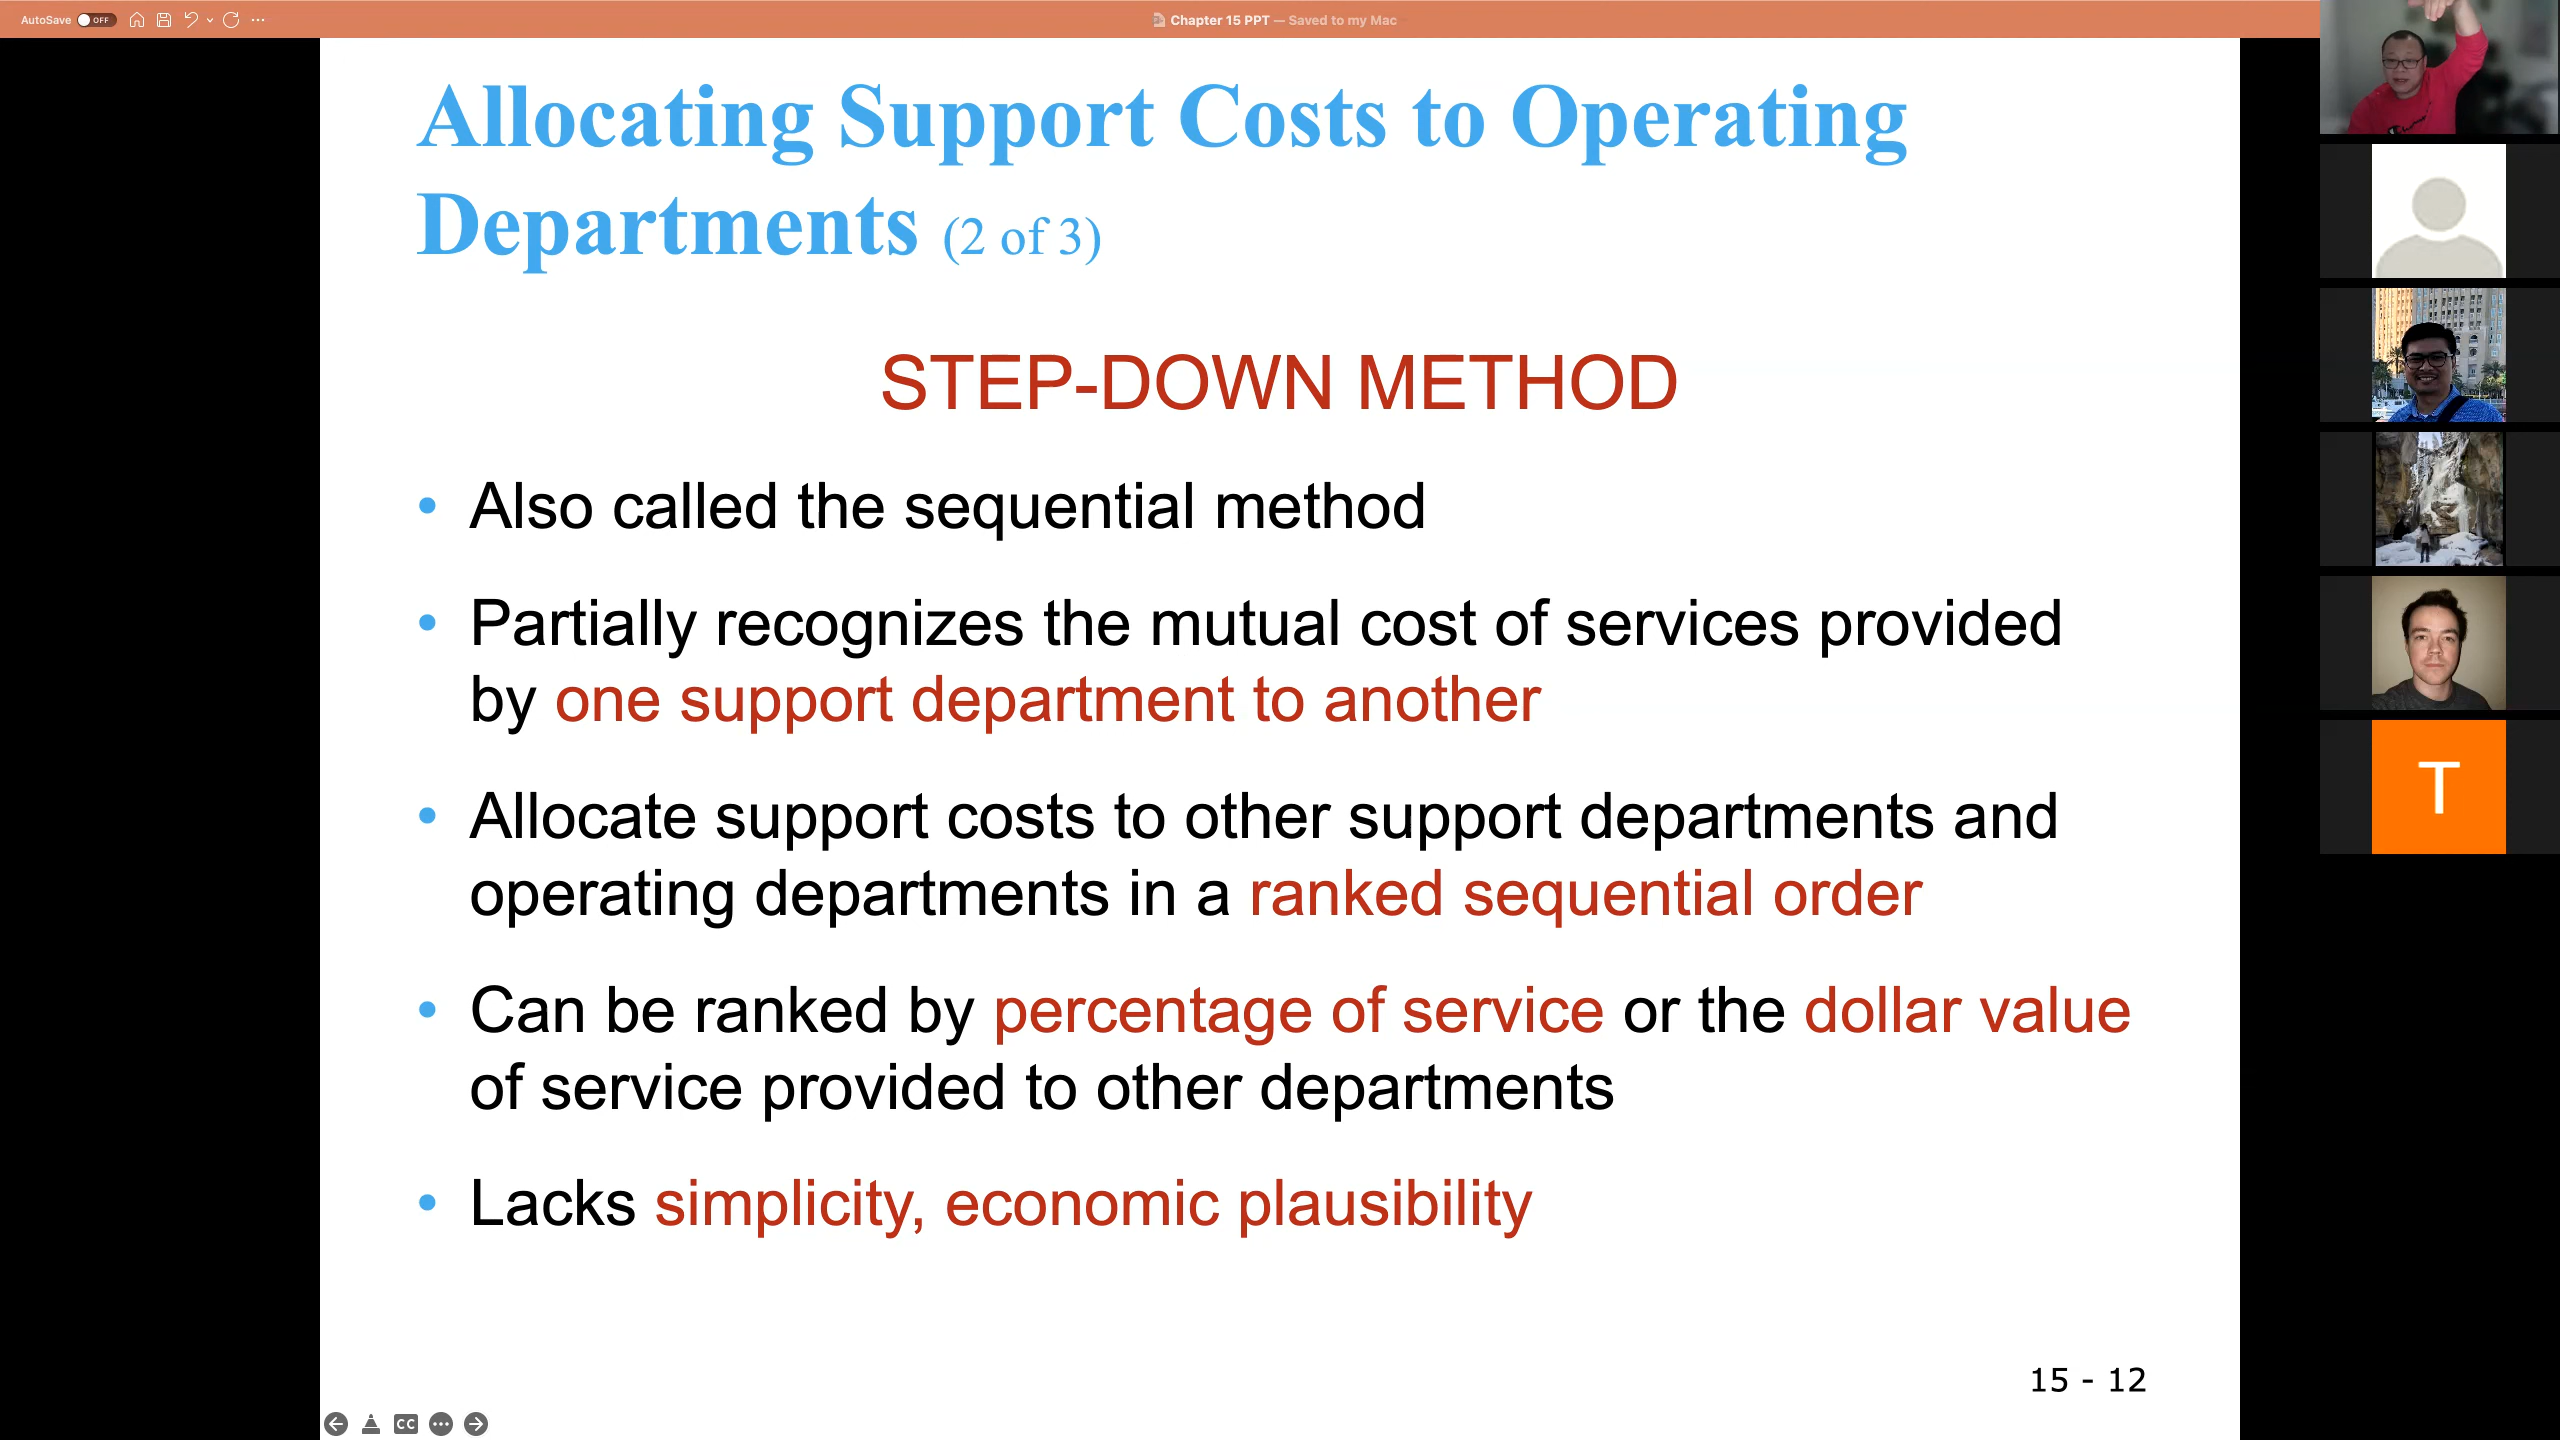 AutoSave OFF
Chapter 15 PPT — Saved to my Mac
Allocating Support Costs to Operating
Departments (2 of 3)
STEP-DOWN METHOD
• Also called the sequential method
• Partially recognizes the mutual cost of services provided
by one support department to another
• Allocate support costs to other support departments and
operating departments in a ranked sequential order
• Can be ranked by percentage of service or the dollar value
of service provided to other departments
• Lacks simplicity, economic plausibility
15 - 12
CC
T